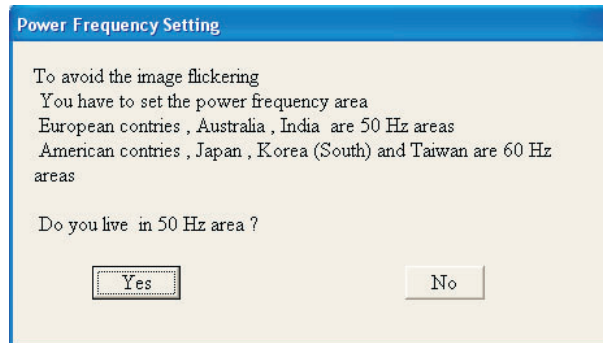 Power Frequency Setting
To avoid the image flickering
You have to set the power frequency area
European contries , Australia , India are 50 Hz areas
American contries , Japan , Korea (South) and Taiwan are 60 Hz
areas
Do you live in 50 Hz area ?
Yes
No